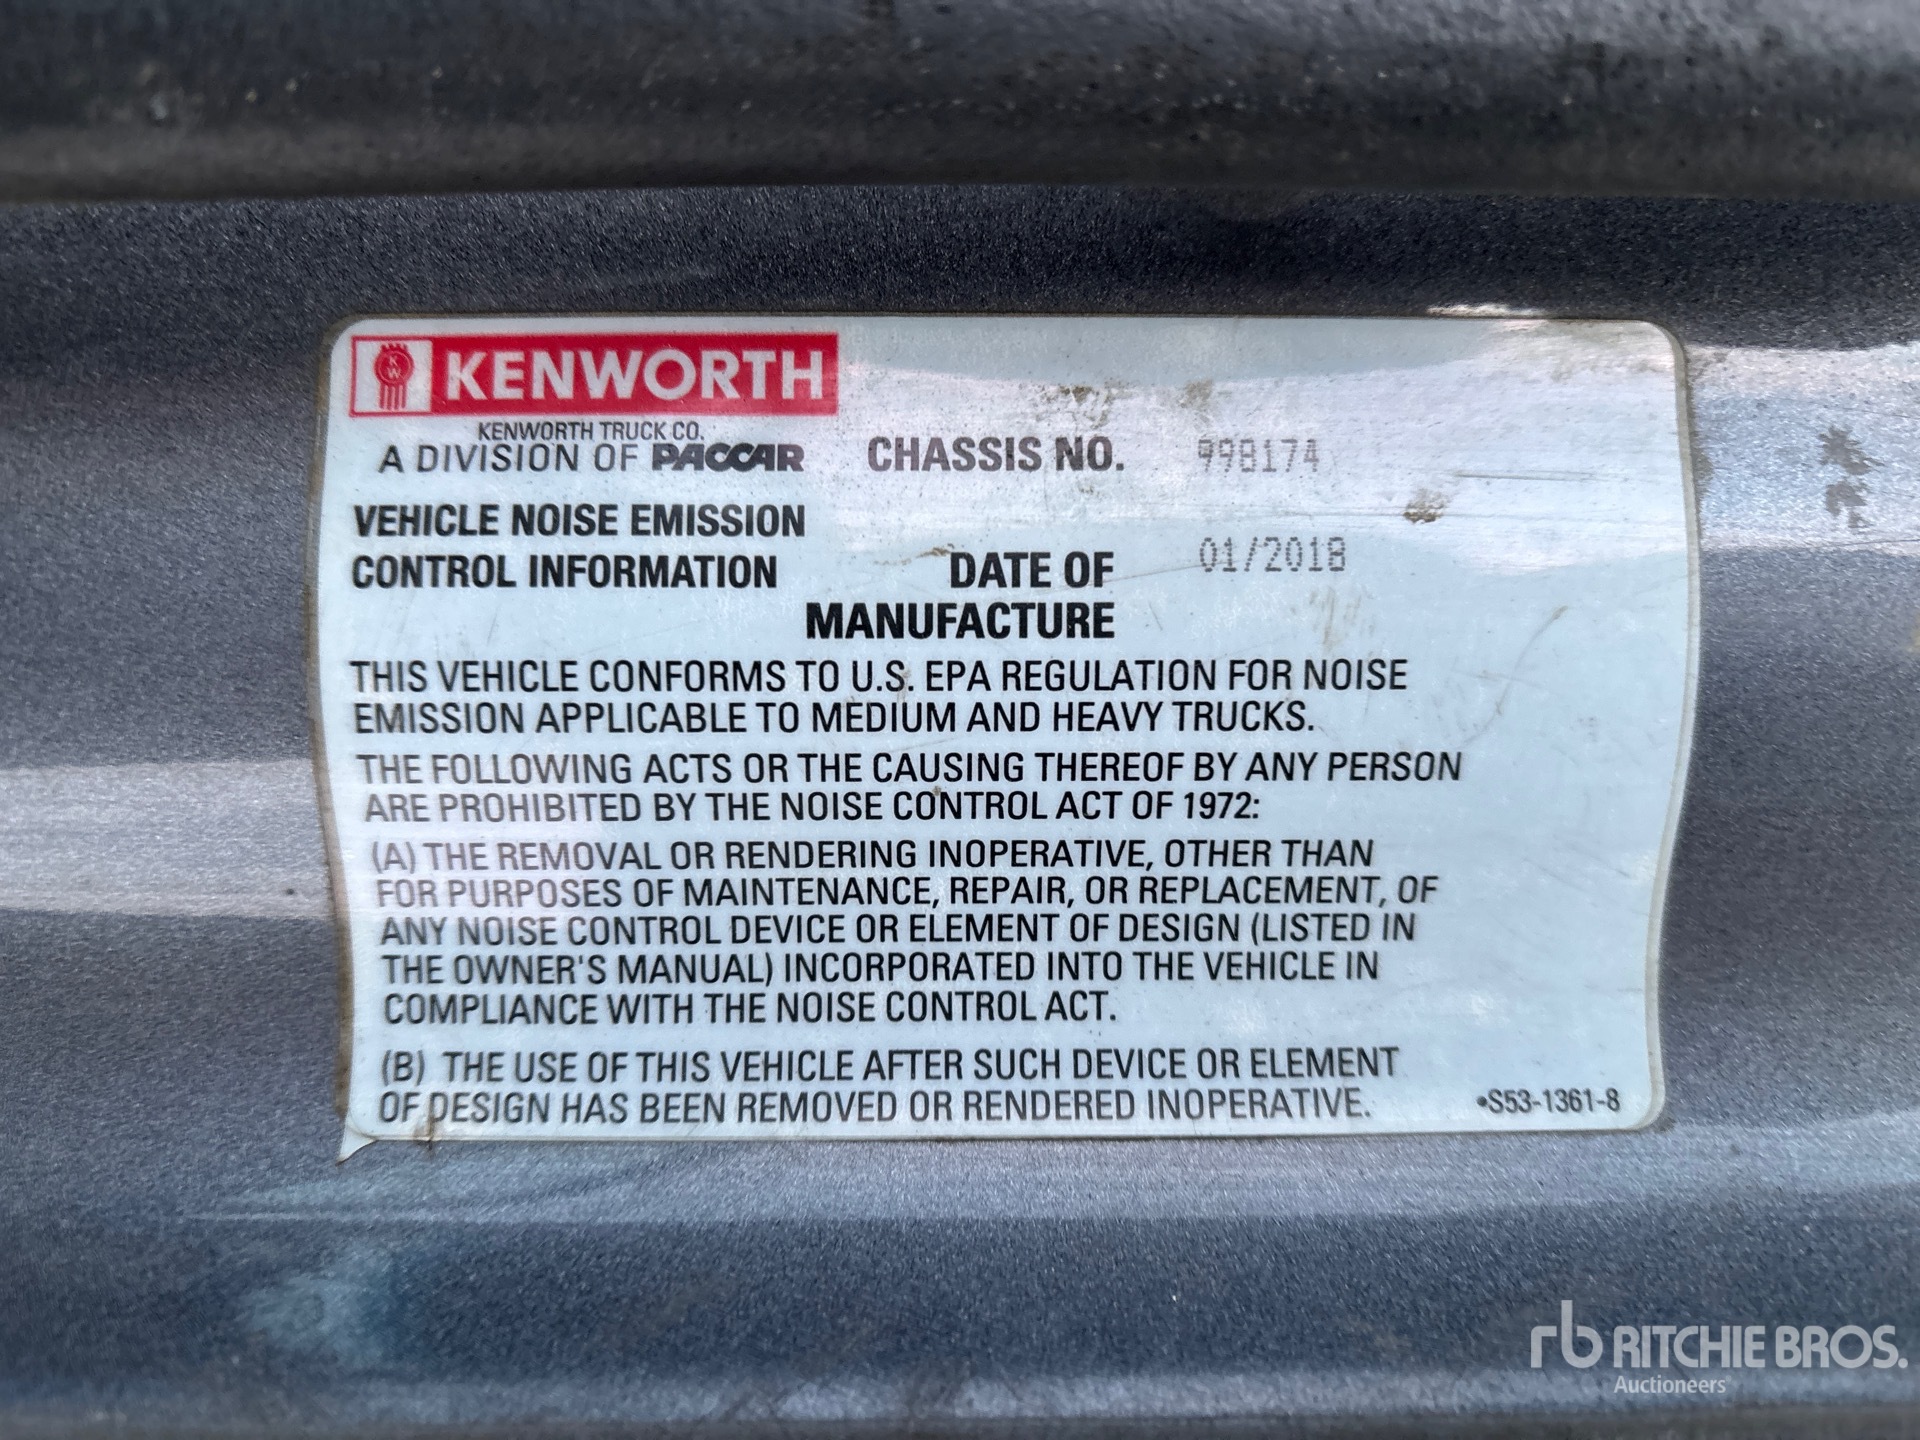 KW KENWORTH
KENWORTH TRUCK CO.
A DIVISION OF PACCAR
CHASSIS NO. 998174
VEHICLE NOISE EMISSION
CONTROL INFORMATION
DATE OF 01/2018
MANUFACTURE
THIS VEHICLE CONFORMS TO U.S. EPA REGULATION FOR NOISE
EMISSION APPLICABLE TO MEDIUM AND HEAVY TRUCKS.
THE FOLLOWING ACTS OR THE CAUSING THEREOF BY ANY PERSON
ARE PROHIBITED BY THE NOISE CONTROL ACT OF 1972:
(A) THE REMOVAL OR RENDERING INOPERATIVE, OTHER THAN
FOR PURPOSES OF MAINTENANCE, REPAIR, OR REPLACEMENT, OF
ANY NOISE CONTROL DEVICE OR ELEMENT OF DESIGN (LISTED IN
THE OWNER'S MANUAL) INCORPORATED INTO THE VEHICLE IN
COMPLIANCE WITH THE NOISE CONTROL ACT.
(B) THE USE OF THIS VEHICLE AFTER SUCH DEVICE OR ELEMENT
OF DESIGN HAS BEEN REMOVED OR RENDERED INOPERATIVE.
•S53-1361-8
rb RITCHIE BROS.
Auctioneers